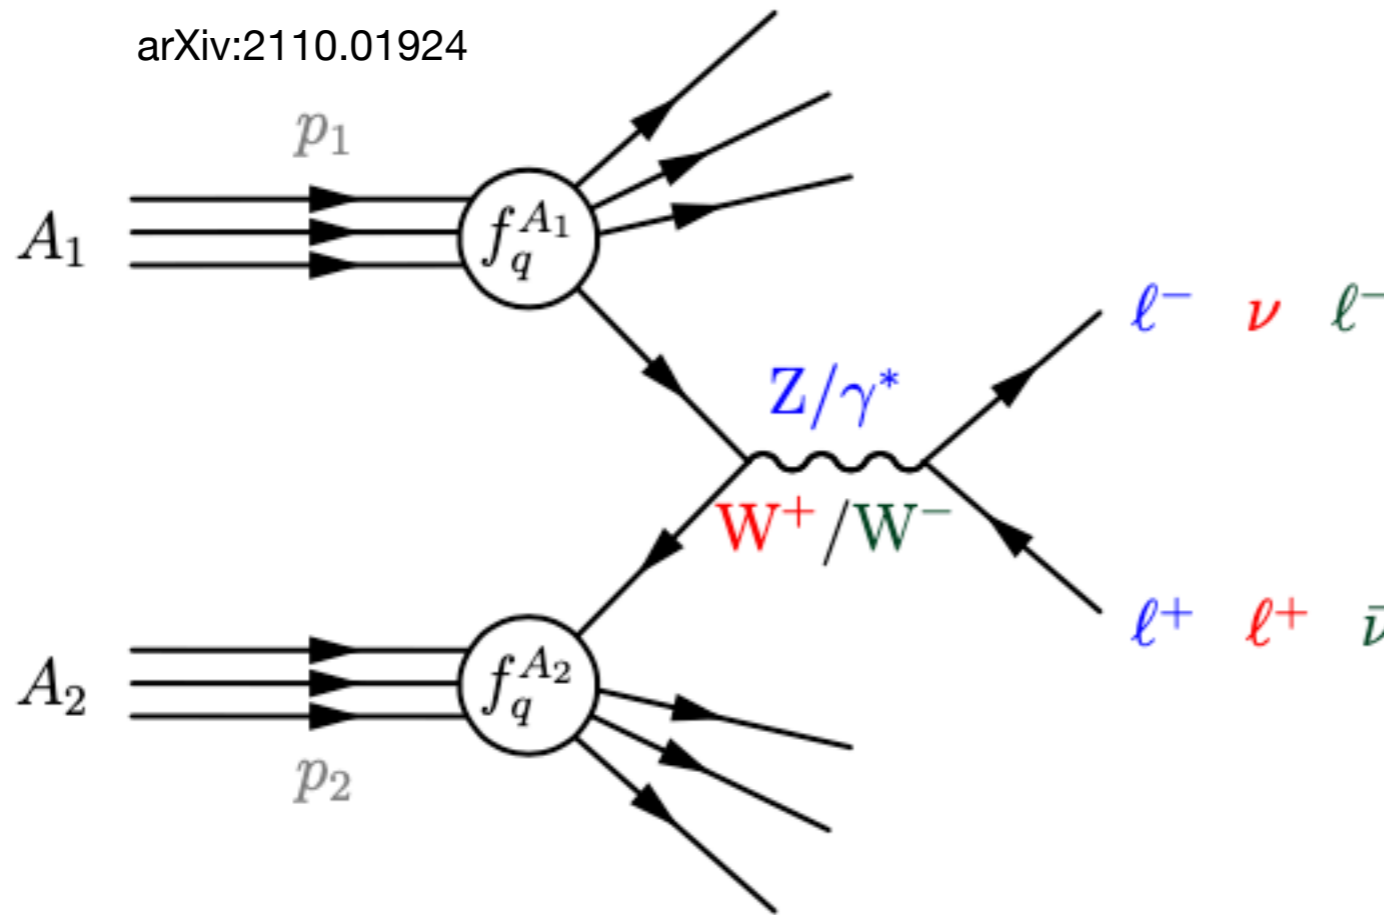 arXiv:2110.01924
p₁
A₁
f_q^{A₁}
ℓ⁻ ν ℓ⁻
Z/γ*
W⁺/W⁻
ℓ⁺ ℓ⁺ ν̄
A₂
f_q^{A₂}
p₂